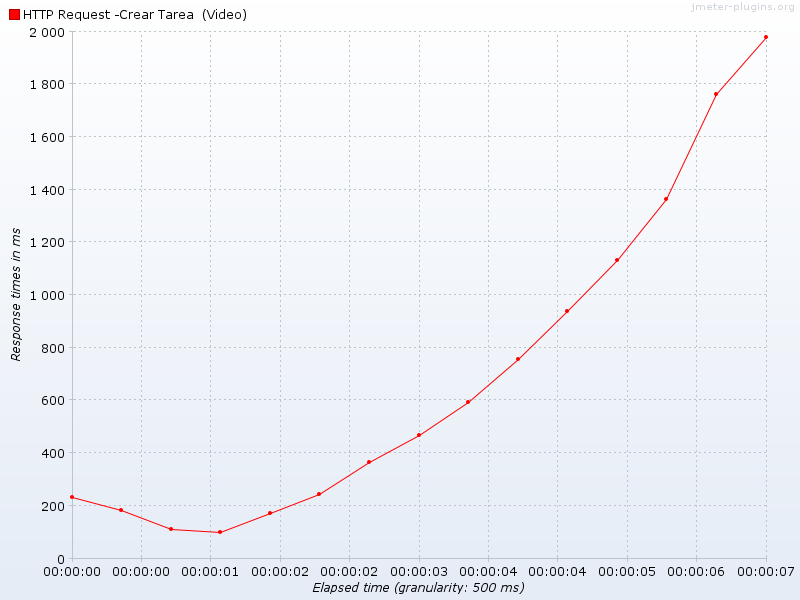 jmeter-plugins.org
HTTP Request -Crear Tarea (Video)
2 000
1 800
1 600
1 400
1 200
1 000
800
600
400
200
0
Response times in ms
00:00:00 00:00:00 00:00:01 00:00:02 00:00:02 00:00:03 00:00:04 00:00:04 00:00:05 00:00:06 00:00:07
Elapsed time (granularity: 500 ms)